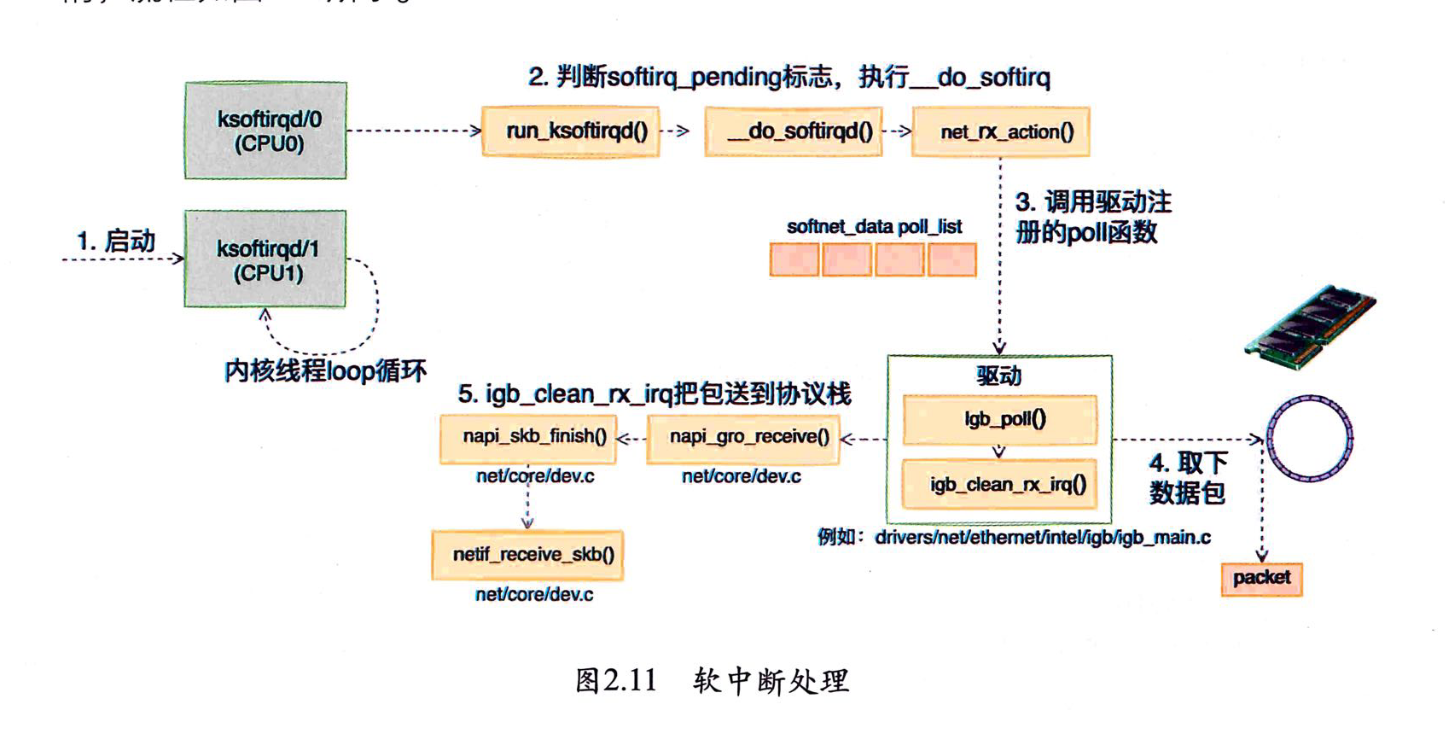 2. 判断softirq_pending标志，执行__do_softirq
ksoftirqd/0
(CPU0)
run_ksoftirqd()
__do_softirqd()
net_rx_action()
1. 启动
ksoftirqd/1
(CPU1)
内核线程loop循环
softnet_data poll_list
3. 调用驱动注
册的poll函数
驱动
Igb_poll()
igb_clean_rx_irq()
例如：drivers/net/ethernet/intel/igb/igb_main.c
4. 取下
数据包
packet
5. igb_clean_rx_irq把包送到协议栈
napi_skb_finish()
net/core/dev.c
napi_gro_receive()
net/core/dev.c
netif_receive_skb()
net/core/dev.c
图2.11 软中断处理